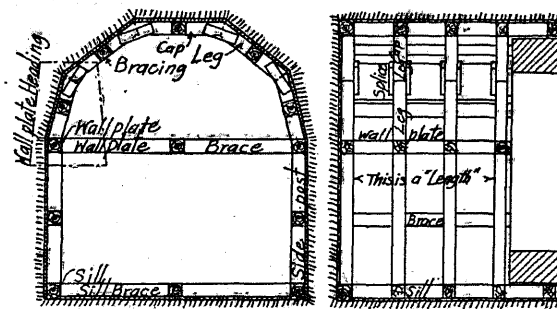 Cap
Leg
Bracing
Wall plate Heading
Wall plate
Wall Plate
Brace
Side post
Sill
Sill Brace
Cap
Splice
Leg
Leg
wall plate
This is a "Length"
Brace
Sill